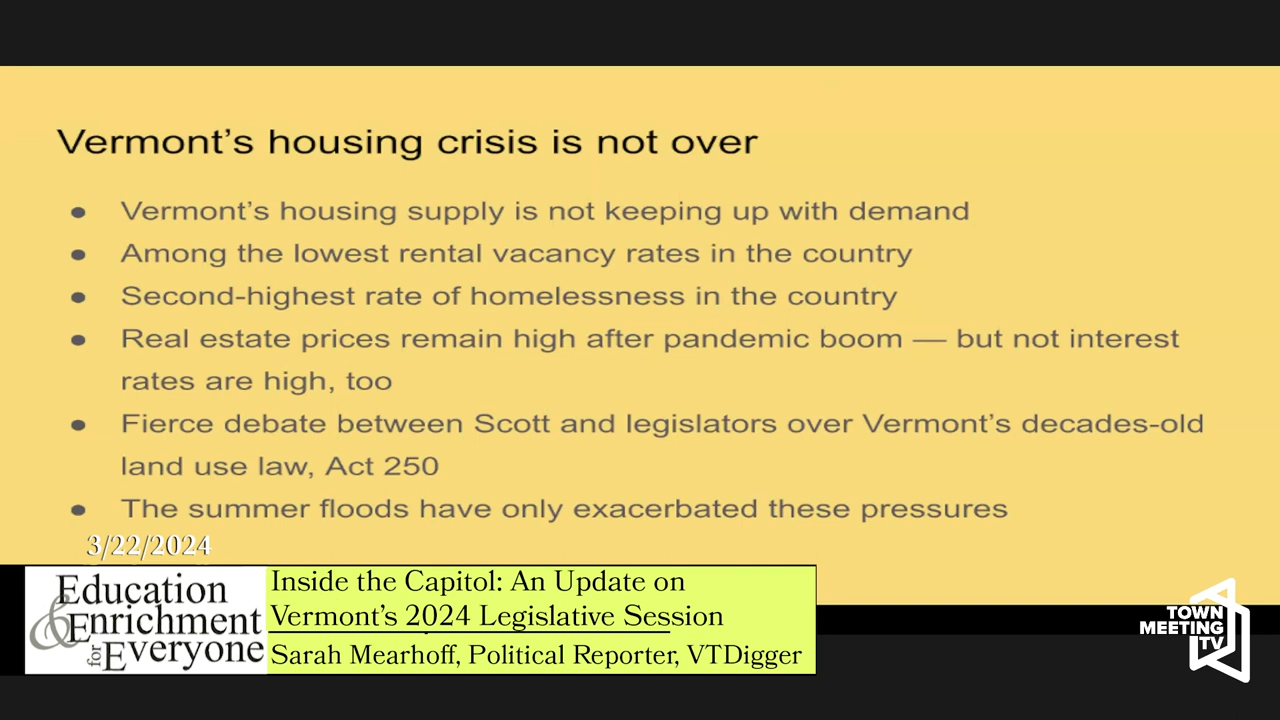 Vermont's housing crisis is not over
● Vermont's housing supply is not keeping up with demand
● Among the lowest rental vacancy rates in the country
● Second-highest rate of homelessness in the country
● Real estate prices remain high after pandemic boom — but not interest
rates are high, too
● Fierce debate between Scott and legislators over Vermont's decades-old
land use law, Act 250
● The summer floods have only exacerbated these pressures
3/22/2024
Education
& Enrichment
for Everyone
Inside the Capitol: An Update on
Vermont's 2024 Legislative Session
Sarah Mearhoff, Political Reporter, VTDigger
TOWN
MEETING
TV